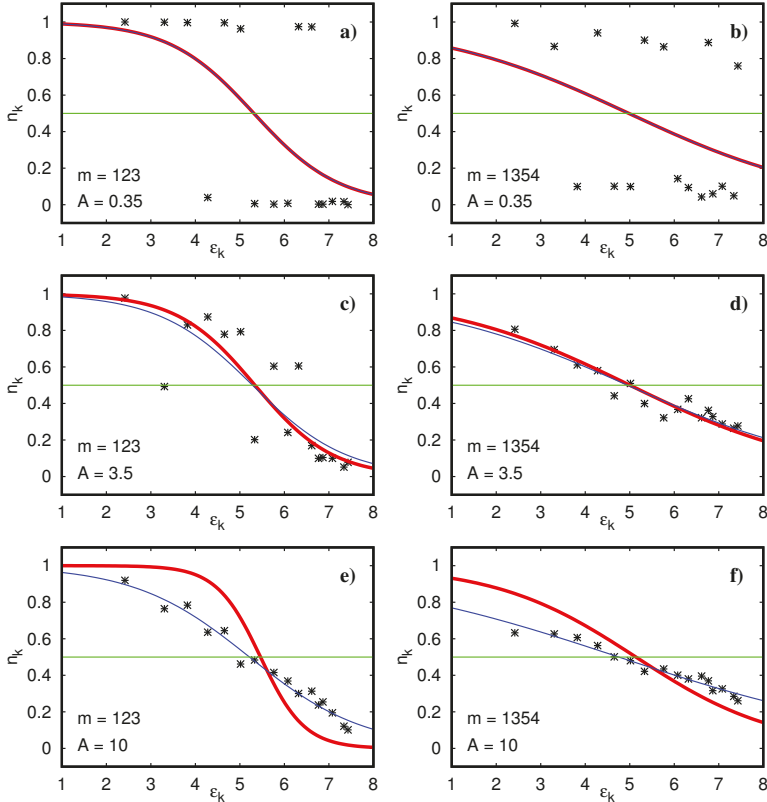 a)
n_k
1
0.8
0.6
0.4
0.2
0
m = 123
A = 0.35
1 2 3 4 5 6 7 8
ε_k
b)
n_k
1
0.8
0.6
0.4
0.2
0
m = 1354
A = 0.35
1 2 3 4 5 6 7 8
ε_k
c)
n_k
1
0.8
0.6
0.4
0.2
0
m = 123
A = 3.5
1 2 3 4 5 6 7 8
ε_k
d)
n_k
1
0.8
0.6
0.4
0.2
0
m = 1354
A = 3.5
1 2 3 4 5 6 7 8
ε_k
e)
n_k
1
0.8
0.6
0.4
0.2
0
m = 123
A = 10
1 2 3 4 5 6 7 8
ε_k
f)
n_k
1
0.8
0.6
0.4
0.2
0
m = 1354
A = 10
1 2 3 4 5 6 7 8
ε_k